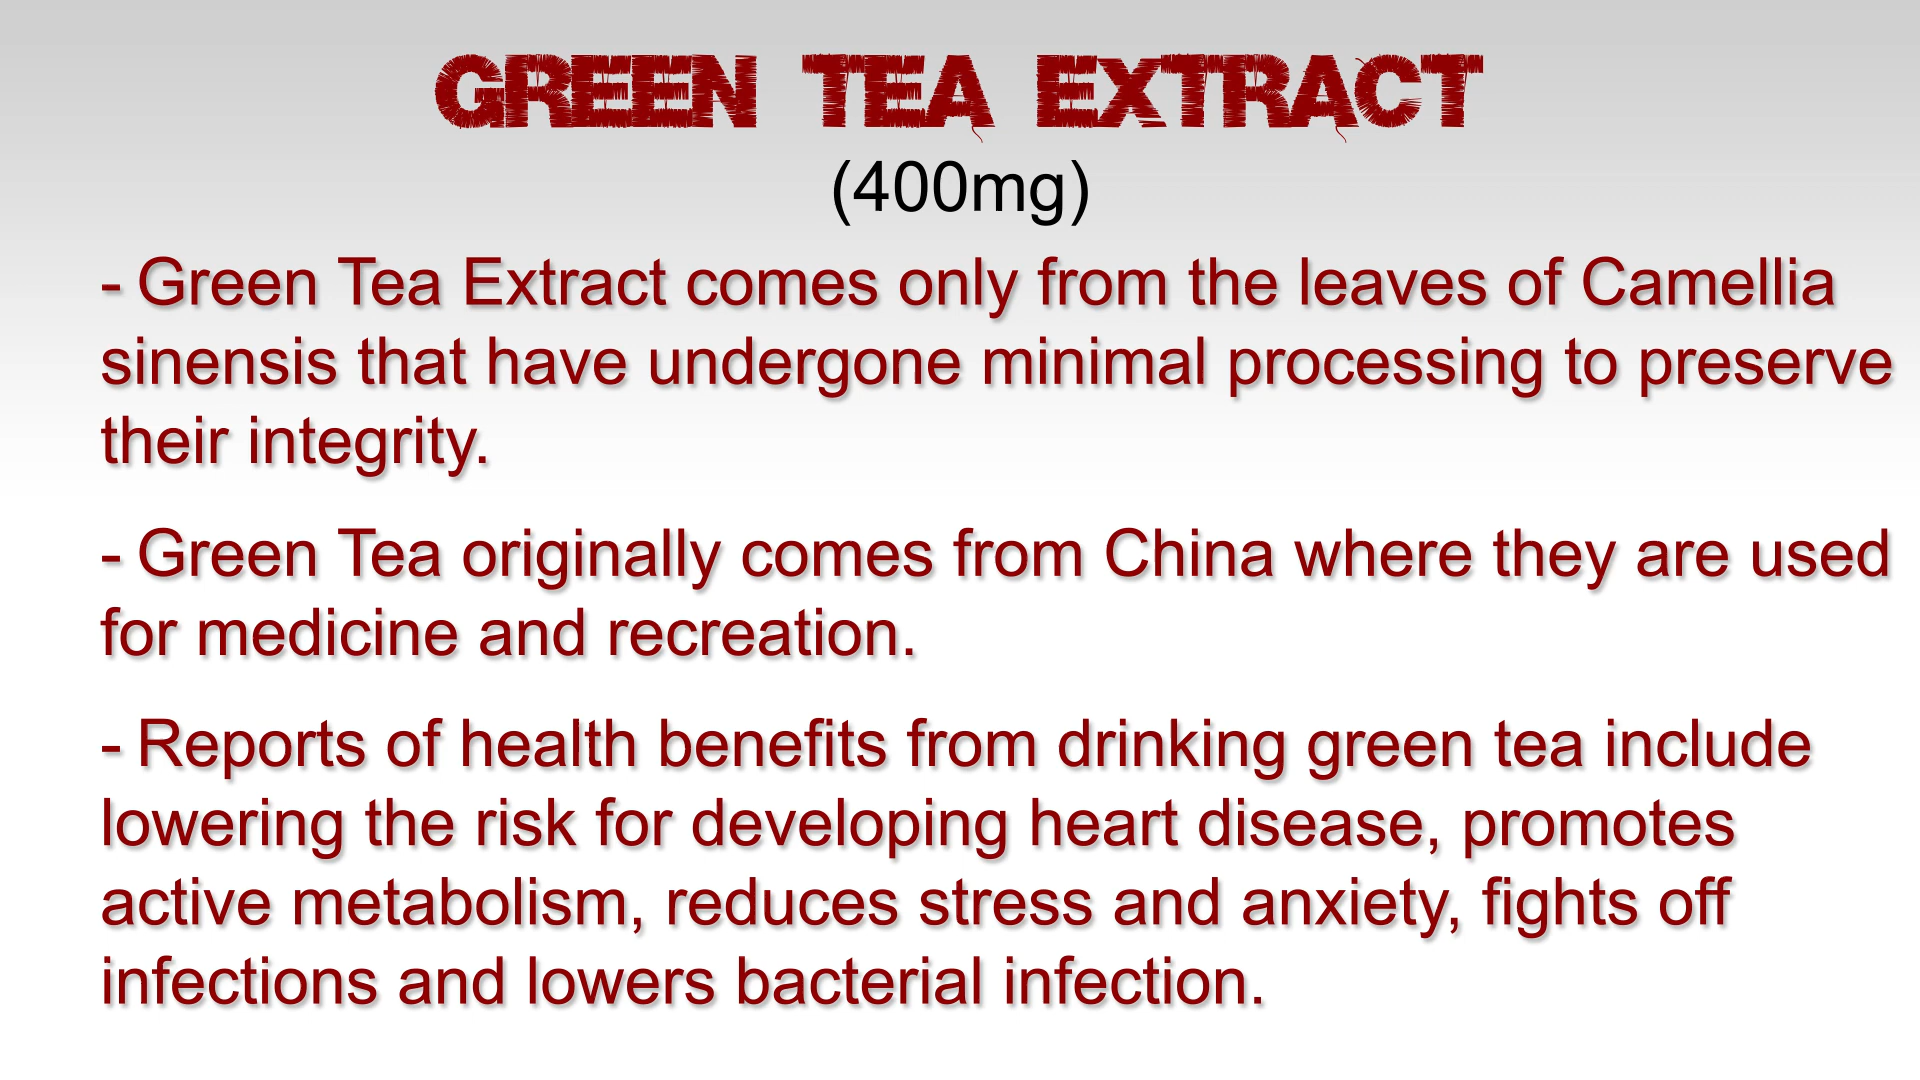 GREEN TEA EXTRACT
(400mg)
- Green Tea Extract comes only from the leaves of Camellia
sinensis that have undergone minimal processing to preserve
their integrity.
- Green Tea originally comes from China where they are used
for medicine and recreation.
- Reports of health benefits from drinking green tea include
lowering the risk for developing heart disease, promotes
active metabolism, reduces stress and anxiety, fights off
infections and lowers bacterial infection.